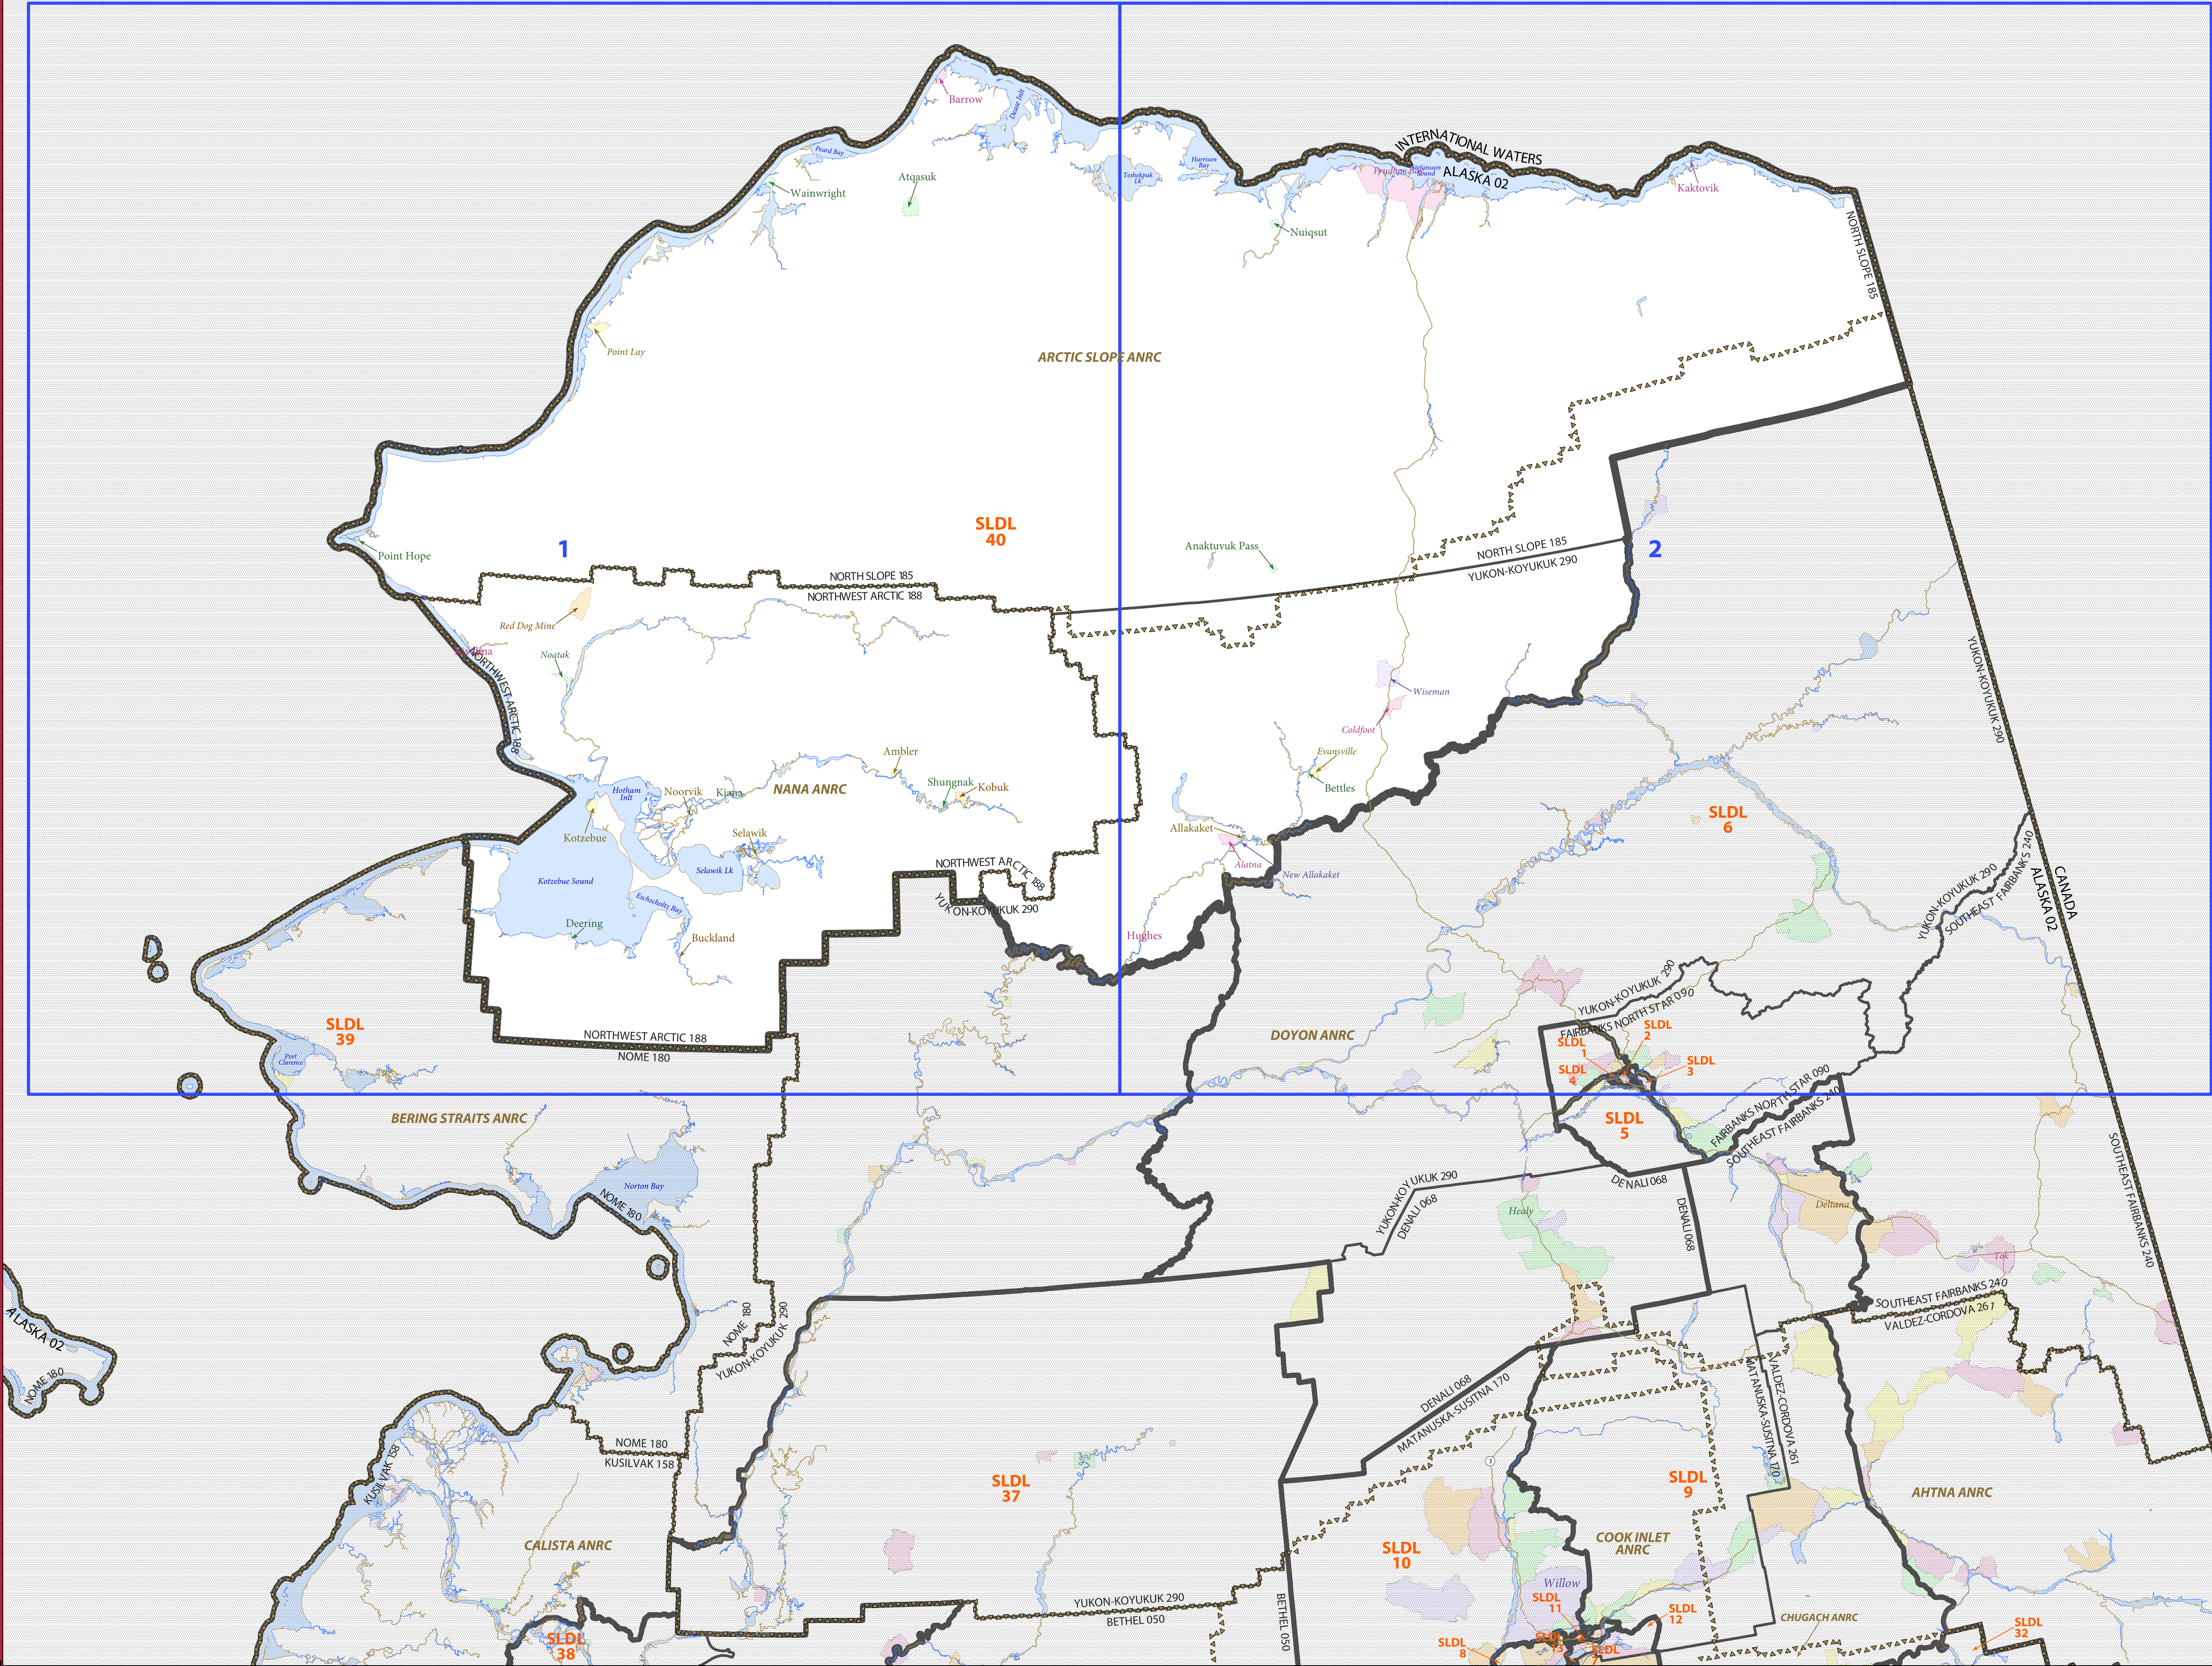 Barrow
Dease Inlt
Peard Bay
Wainwright
Atqasuk
Teshekpuk
Lk
Harrison
Bay
INTERNATIONAL WATERS
ALASKA 02
Stefansson
Sound
Kaktovik
Nuiqsut
NORTH SLOPE 185
Point Lay
ARCTIC SLOPE ANRC
SLDL
40
1
2
Point Hope
Anaktuvuk Pass
NORTH SLOPE 185
YUKON-KOYUKUK 290
NORTH SLOPE 185
NORTHWEST ARCTIC 188
Red Dog Mine
Noatak
NORTHWEST ARCTIC 188
Wiseman
Coldfoot
YUKON-KOYUKUK 290
Ambler
Shungnak
Kobuk
NANA ANRC
Evansville
Bettles
Hotham
Inlt
Noorvik
Kiana
Kotzebue
Selawik
Allakaket
Alatna
New Allakaket
SLDL
6
NORTHWEST ARCTIC 188
YUKON-KOYUKUK 290
Kotzebue Sound
Selawik Lk
Eschscholtz Bay
Deering
Buckland
Hughes
YUKON-KOYUKUK 290
SOUTHEAST FAIRBANKS 240
CANADA
ALASKA 02
SLDL
39
NORTHWEST ARCTIC 188
NOME 180
DOYON ANRC
YUKON-KOYUKUK 290
FAIRBANKS NORTH STAR 090
SLDL
1
SLDL
2
SLDL
3
SLDL
4
Port
Clarence
BERING STRAITS ANRC
SLDL
5
FAIRBANKS NORTH STAR 090
SOUTHEAST FAIRBANKS 240
SOUTHEAST FAIRBANKS 240
Norton Bay
NOME 180
YUKON-KOYUKUK 290
DENALI 068
DENALI 068
DENALI 068
Healy
Deltana
Tok
ALASKA 02
NOME 180
NOME 180
YUKON-KOYUKUK 290
SOUTHEAST FAIRBANKS 240
VALDEZ-CORDOVA 261
DENALI 068
MATANUSKA-SUSITNA 170
VALDEZ-CORDOVA 261
MATANUSKA-SUSITNA 170
NOME 180
KUSILVAK 158
KUSILVAK 158
3
SLDL
37
SLDL
9
AHTNA ANRC
CALISTA ANRC
COOK INLET
ANRC
SLDL
10
Willow
YUKON-KOYUKUK 290
BETHEL 050
BETHEL 050
SLDL
11
SLDL
12
CHUGACH ANRC
SLDL
32
SLDL
38
SLDL
8
SLDL
13
SLDL
7